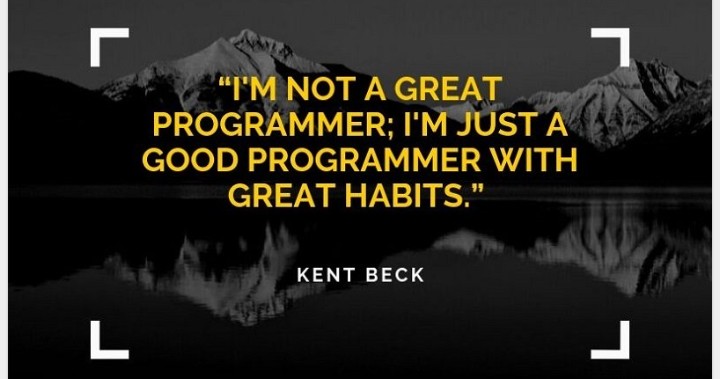 “I'M NOT A GREAT
PROGRAMMER; I'M JUST A
GOOD PROGRAMMER WITH
GREAT HABITS.”
KENT BECK